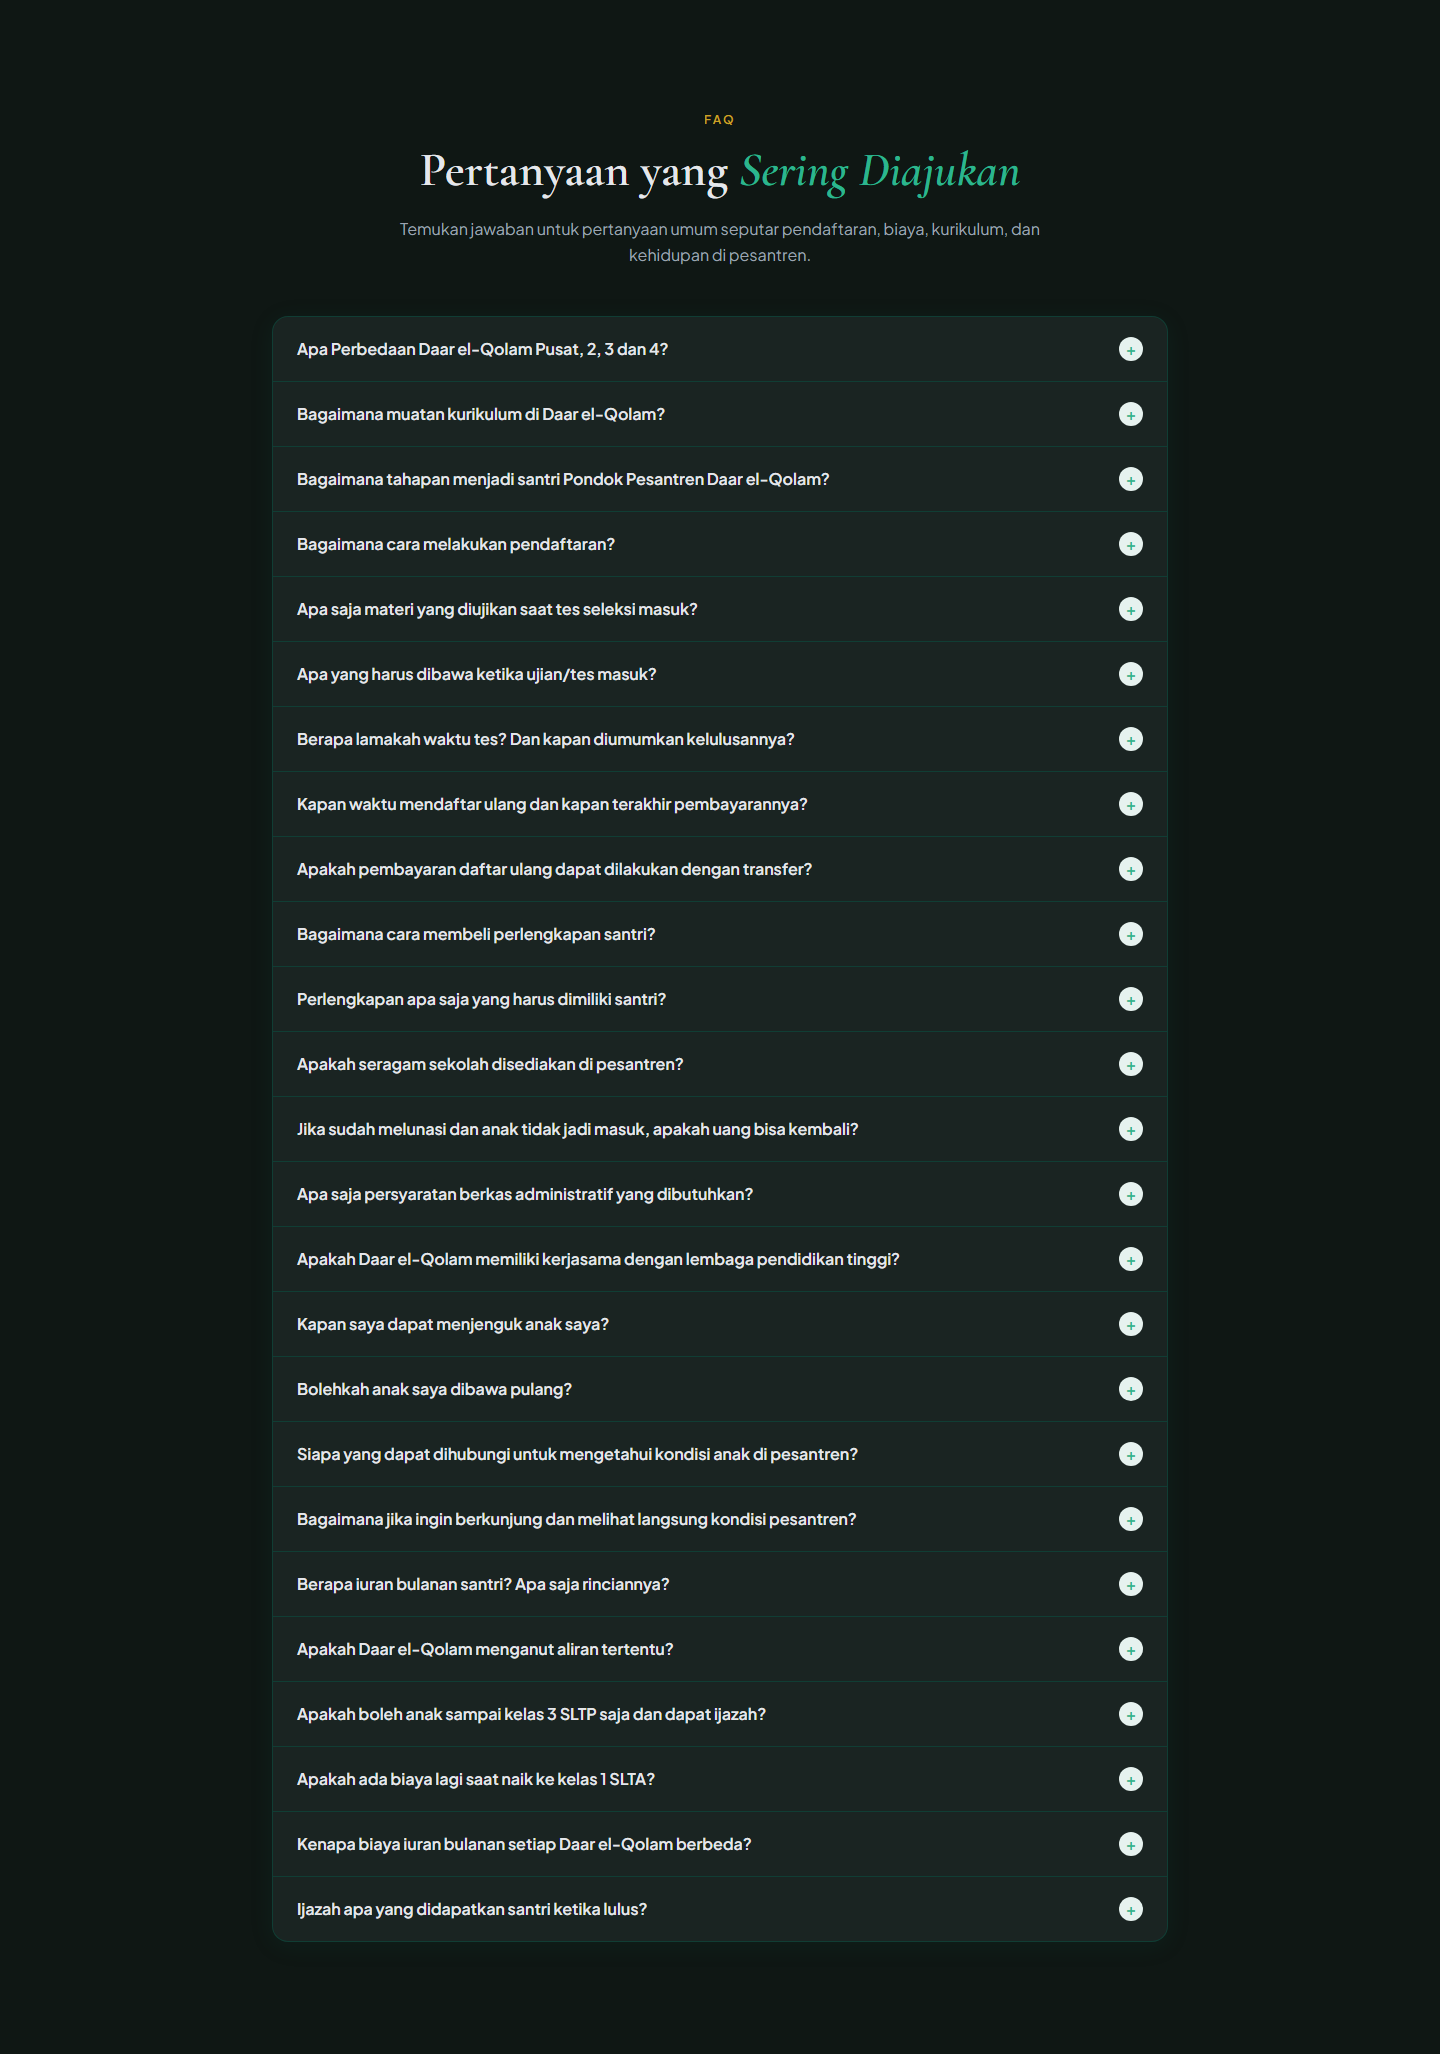 FAQ
Pertanyaan yang Sering Diajukan
Temukan jawaban untuk pertanyaan umum seputar pendaftaran, biaya, kurikulum, dan
kehidupan di pesantren.
Apa Perbedaan Daar el-Qolam Pusat, 2, 3 dan 4?
+
Bagaimana muatan kurikulum di Daar el-Qolam?
+
Bagaimana tahapan menjadi santri Pondok Pesantren Daar el-Qolam?
+
Bagaimana cara melakukan pendaftaran?
+
Apa saja materi yang diujikan saat tes seleksi masuk?
+
Apa yang harus dibawa ketika ujian/tes masuk?
+
Berapa lamakah waktu tes? Dan kapan diumumkan kelulusannya?
+
Kapan waktu mendaftar ulang dan kapan terakhir pembayarannya?
+
Apakah pembayaran daftar ulang dapat dilakukan dengan transfer?
+
Bagaimana cara membeli perlengkapan santri?
+
Perlengkapan apa saja yang harus dimiliki santri?
+
Apakah seragam sekolah disediakan di pesantren?
+
Jika sudah melunasi dan anak tidak jadi masuk, apakah uang bisa kembali?
+
Apa saja persyaratan berkas administratif yang dibutuhkan?
+
Apakah Daar el-Qolam memiliki kerjasama dengan lembaga pendidikan tinggi?
+
Kapan saya dapat menjenguk anak saya?
+
Bolehkah anak saya dibawa pulang?
+
Siapa yang dapat dihubungi untuk mengetahui kondisi anak di pesantren?
+
Bagaimana jika ingin berkunjung dan melihat langsung kondisi pesantren?
+
Berapa iuran bulanan santri? Apa saja rinciannya?
+
Apakah Daar el-Qolam menganut aliran tertentu?
+
Apakah boleh anak sampai kelas 3 SLTP saja dan dapat ijazah?
+
Apakah ada biaya lagi saat naik ke kelas 1 SLTA?
+
Kenapa biaya iuran bulanan setiap Daar el-Qolam berbeda?
+
Ijazah apa yang didapatkan santri ketika lulus?
+